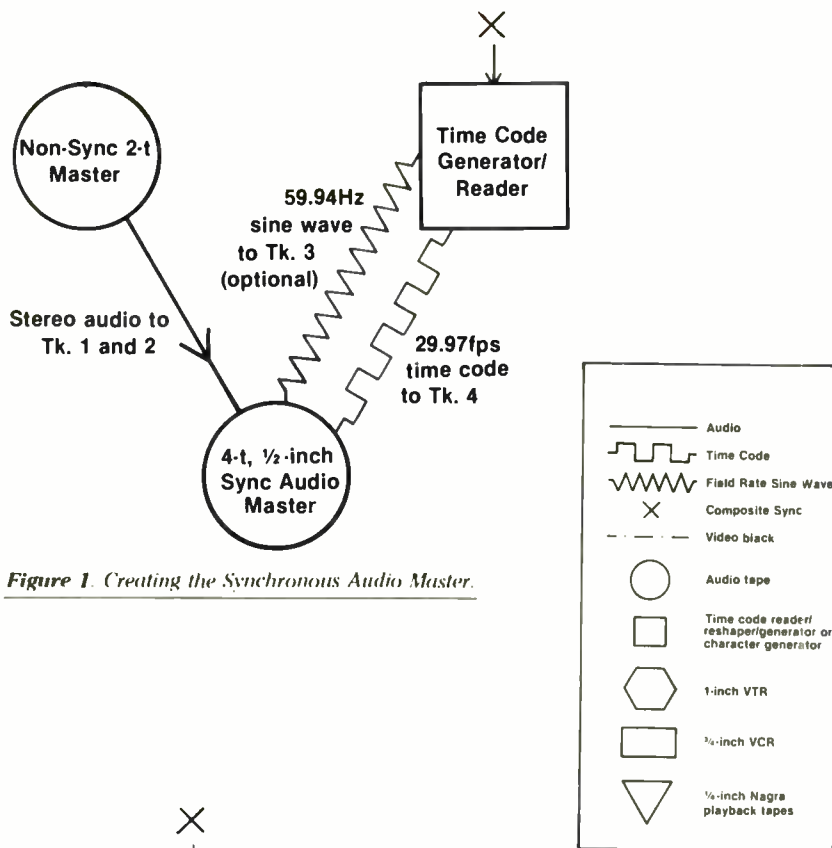 Non-Sync 2-t
Master
Time Code
Generator/
Reader
59.94Hz
sine wave
to Tk. 3
(optional)
Stereo audio to
Tk. 1 and 2
29.97fps
time code
to Tk. 4
4-t, ½-inch
Sync Audio
Master
Figure 1. Creating the Synchronous Audio Master.
Audio
Time Code
Field Rate Sine Wave
Composite Sync
Video black
Audio tape
Time code reader/
reshaper/generator or
character generator
1-inch VTR
¾-inch VCR
¼-inch Nagra
playback tapes